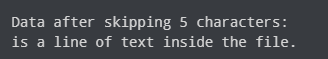 Data after skipping 5 characters:
is a line of text inside the file.